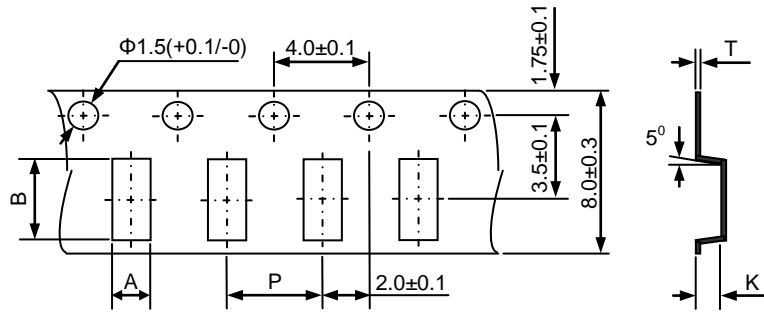 Φ1.5(+0.1/-0)
4.0±0.1
1.75±0.1
T
5⁰
3.5±0.1
8.0±0.3
B
A
P
2.0±0.1
K